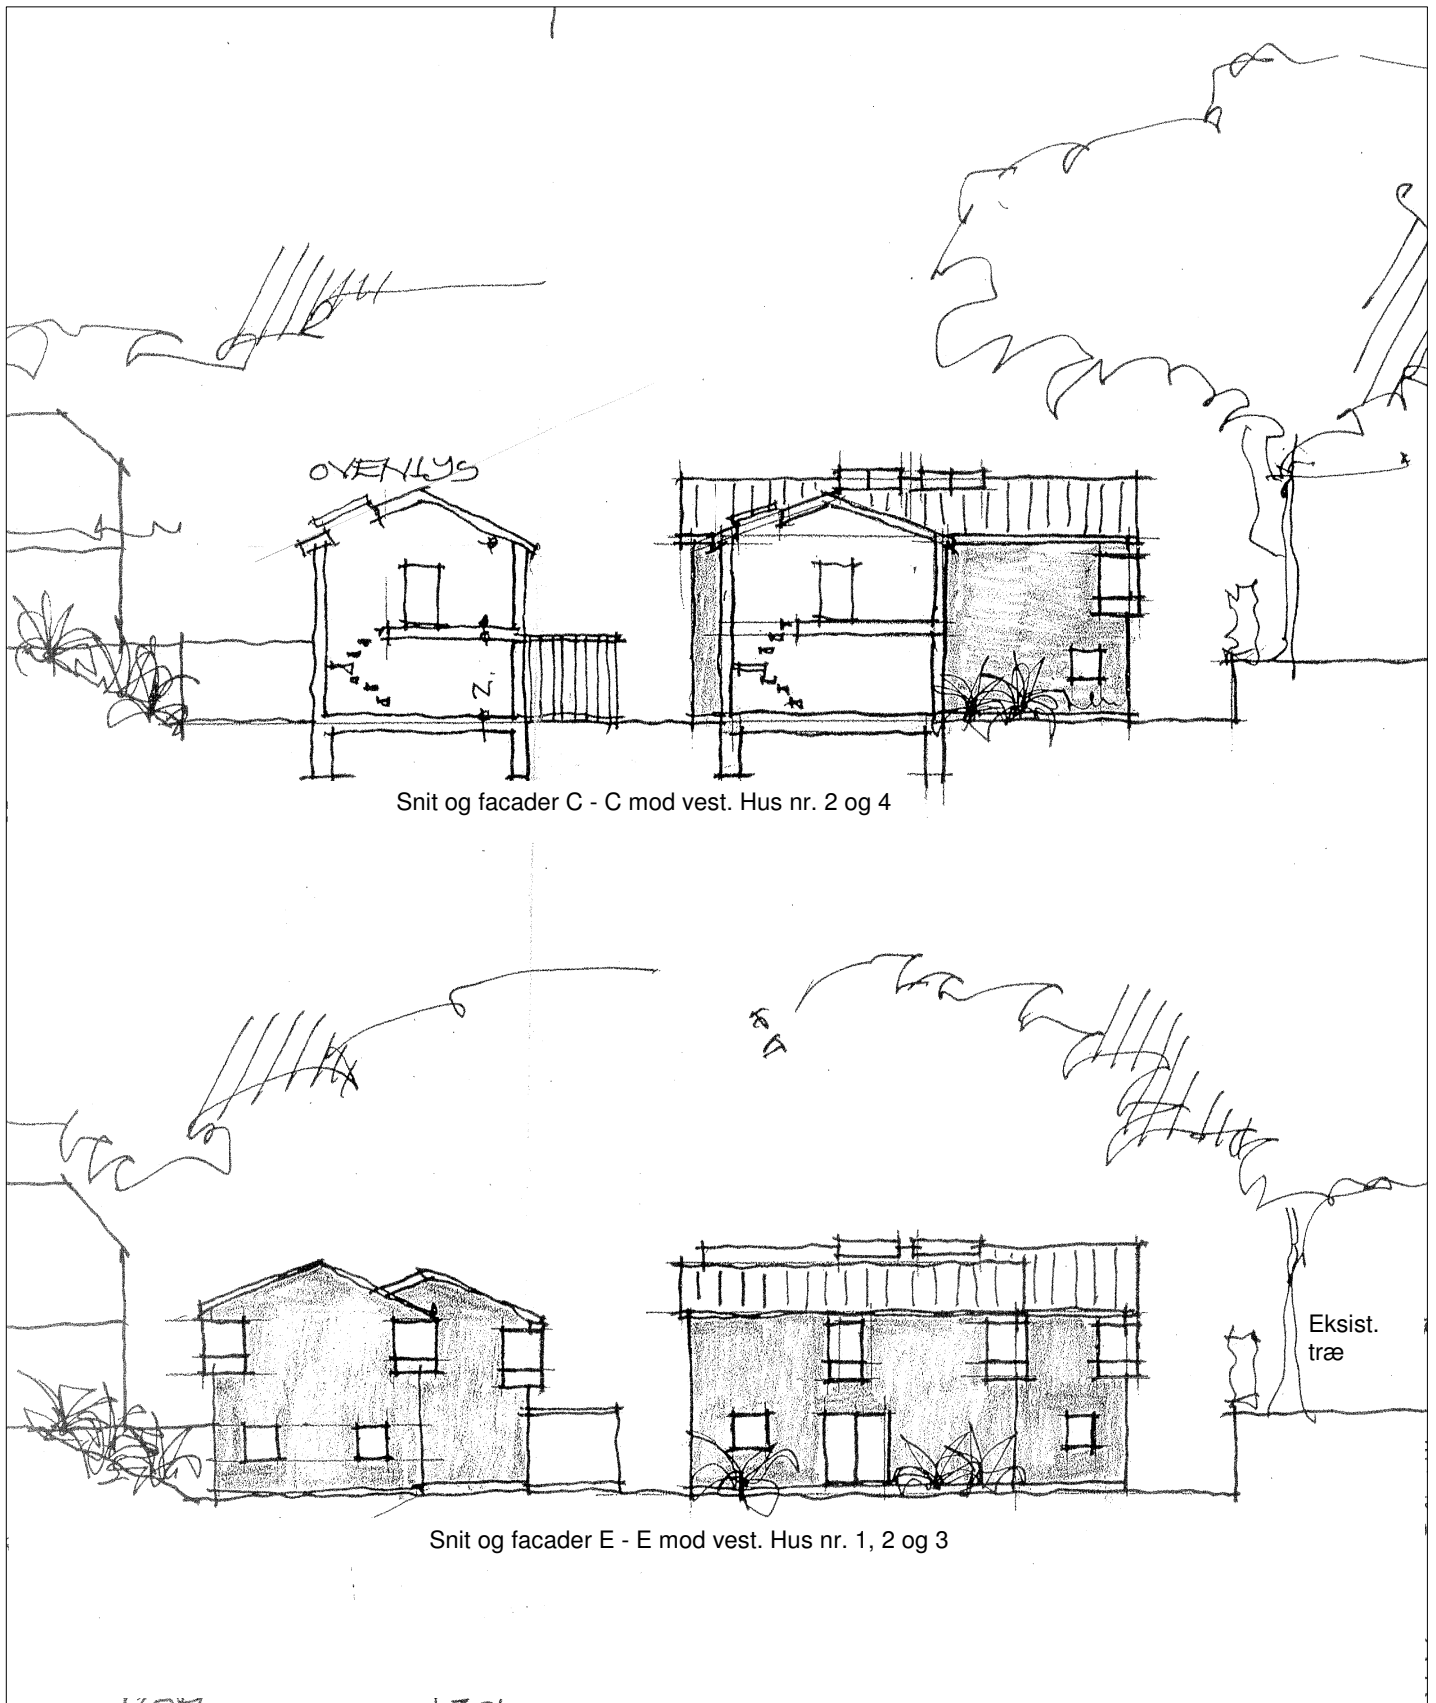 OVENLYS
Snit og facader C - C mod vest. Hus nr. 2 og 4
Snit og facader E - E mod vest. Hus nr. 1, 2 og 3
Eksist.
træ